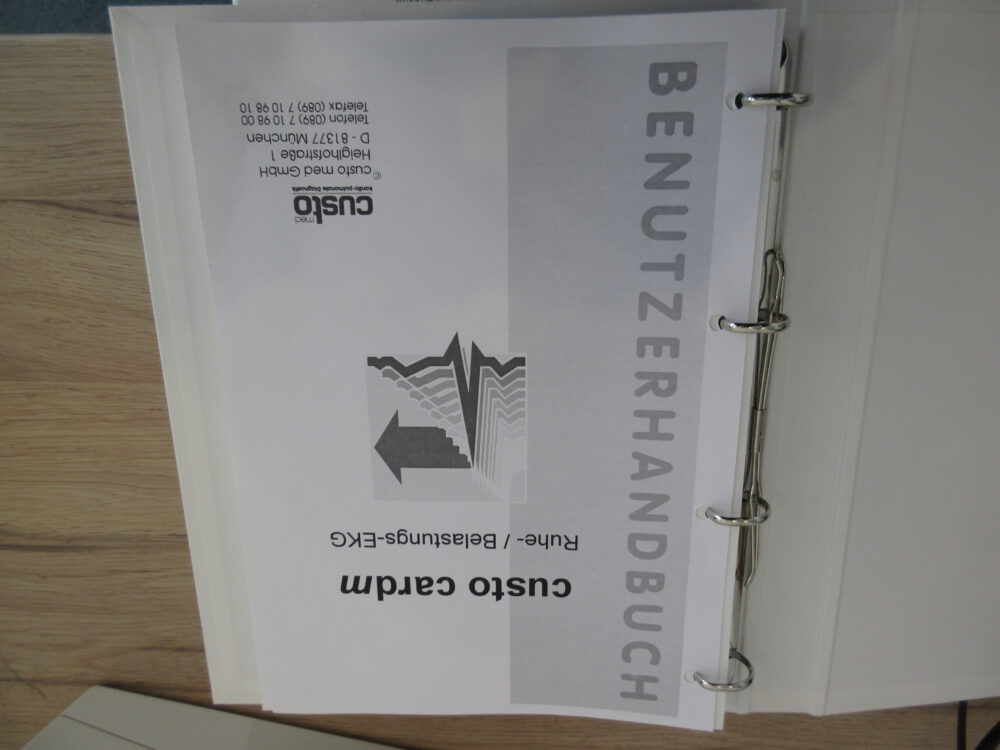 BENUTZERHANDBUCH
custo cardm
Ruhe- / Belastungs-EKG
custo med
kardio-pulmonale Diagnostik
©
custo med GmbH
Helglhofstraße 1
D - 81377 München
Telefon (089) 7 10 98 00
Telefax (089) 7 10 98 10